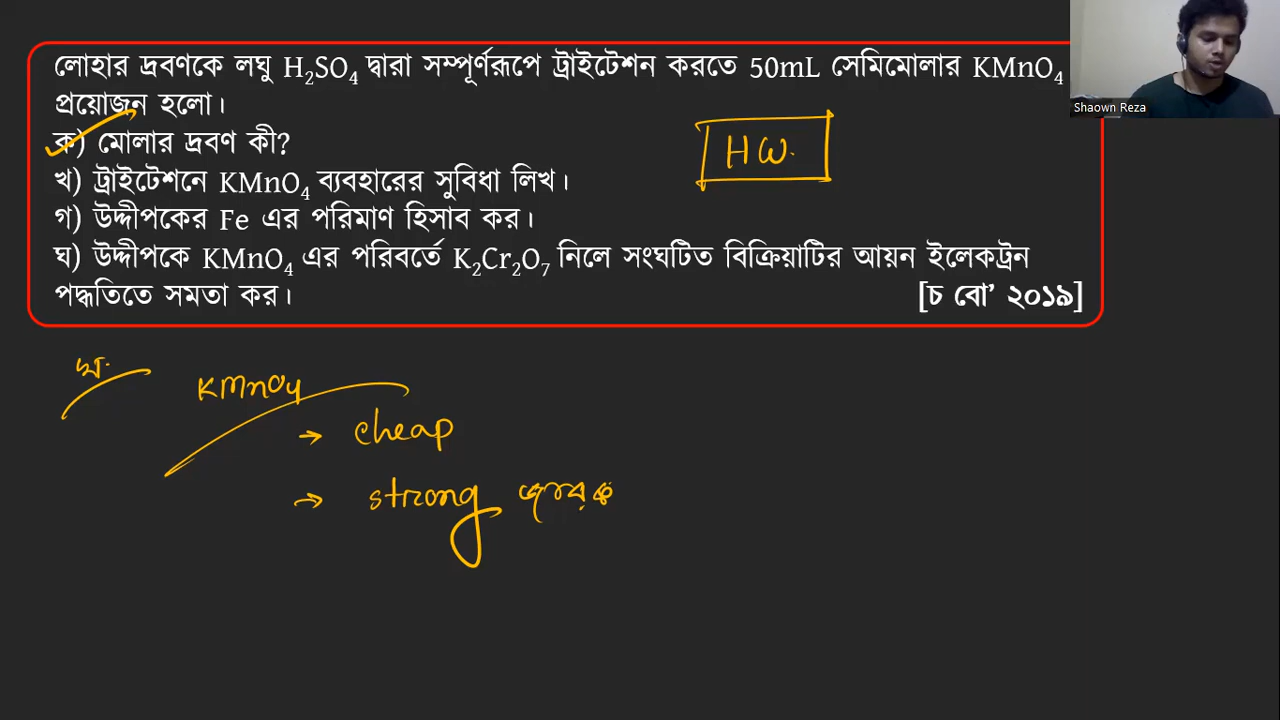 লোহার দ্রবণকে লঘু H₂SO₄ দ্বারা সম্পূর্ণরূপে ট্রাইটেশন করতে 50mL সেমিমোলার KMnO₄
প্রয়োজন হলো।
ক) মোলার দ্রবণ কী?
খ) ট্রাইটেশনে KMnO₄ ব্যবহারের সুবিধা লিখ।
গ) উদ্দীপকের Fe এর পরিমাণ হিসাব কর।
ঘ) উদ্দীপকে KMnO₄ এর পরিবর্তে K₂Cr₂O₇ নিলে সংঘটিত বিক্রিয়াটির আয়ন ইলেকট্রন
পদ্ধতিতে সমতা কর।
[চ বো’ ২০১৯]
HW.
Shaown Reza
খ.
KMnO4
→ cheap
→ strong জারক